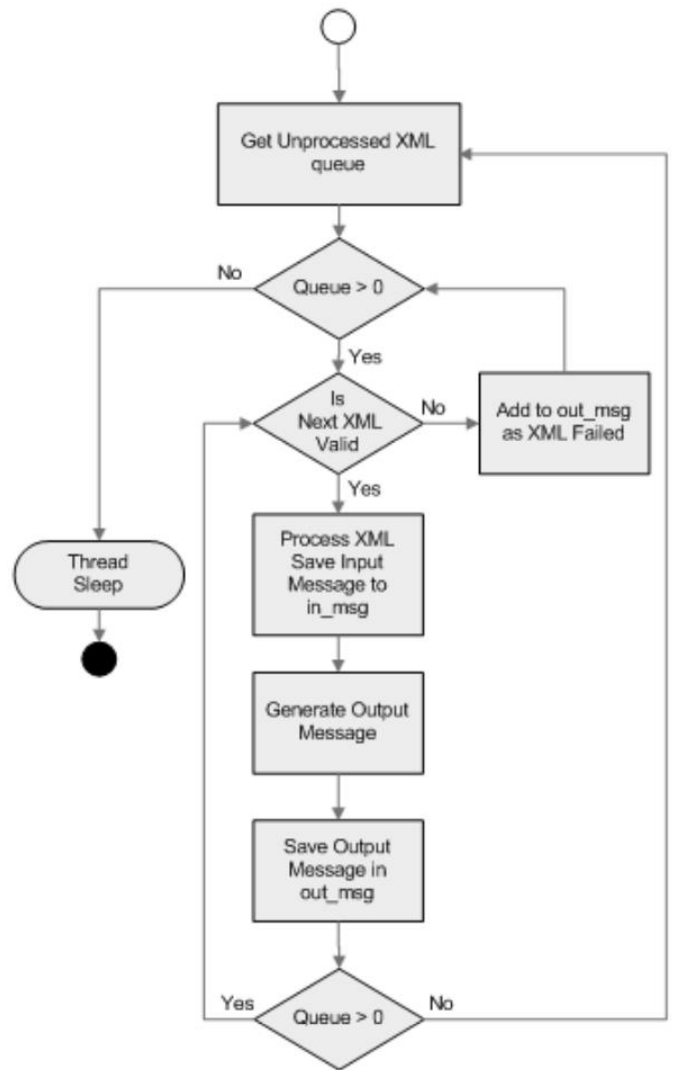 Get Unprocessed XML
queue
No
Queue > 0
Yes
Is
Next XML
Valid
No
Add to out_msg
as XML Failed
Yes
Process XML
Save Input
Message to
in_msg
Thread
Sleep
Generate Output
Message
Save Output
Message in
out_msg
Yes
Queue > 0
No